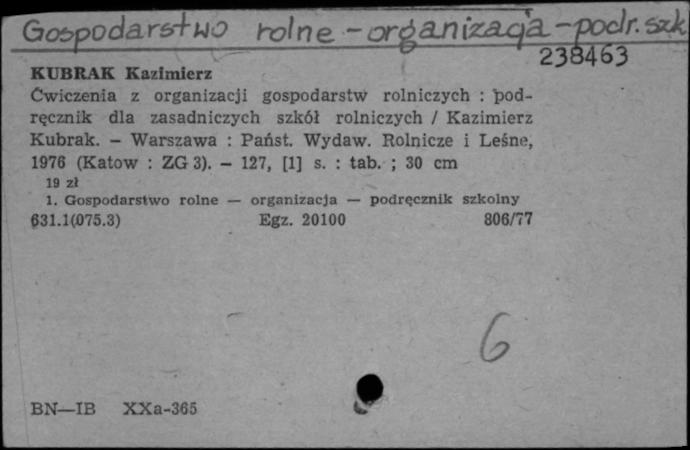 Gospodarstwo rolne - organizacja - podr. szk.
238463
KUBRAK Kazimierz
Ćwiczenia z organizacji gospodarstw rolniczych : pod-
ręcznik dla zasadniczych szkół rolniczych / Kazimierz
Kubrak. – Warszawa : Państ. Wydaw. Rolnicze i Leśne,
1976 (Katow : ZG 3). – 127, [1] s. : tab. ; 30 cm
19 zł
1. Gospodarstwo rolne — organizacja — podręcznik szkolny
631.1(075.3) Egz. 20100 806/77
6
BN—IB XXa-365